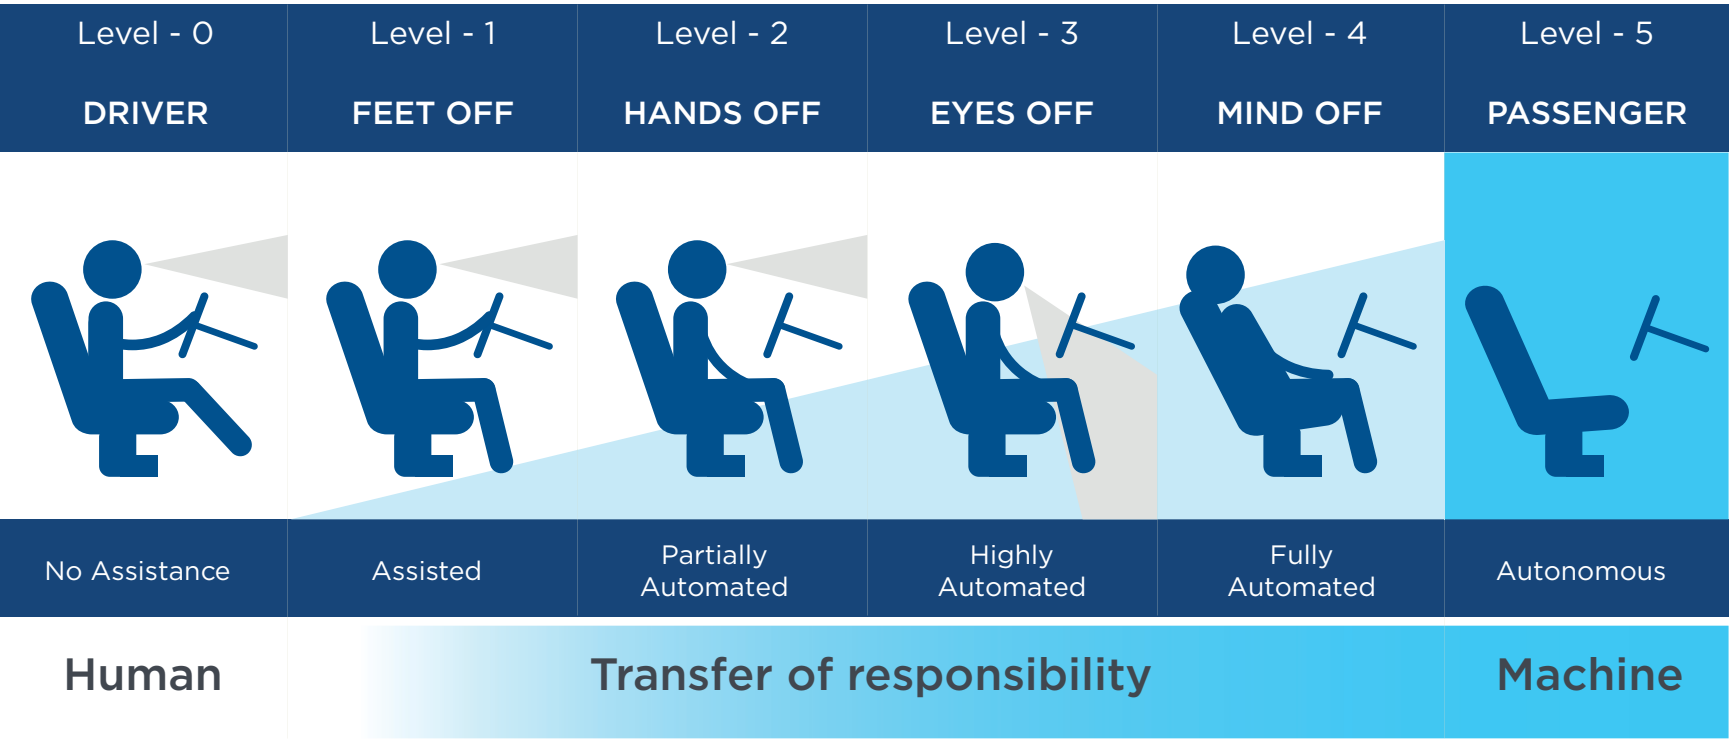 Level - 0
Level - 1
Level - 2
Level - 3
Level - 4
Level - 5
DRIVER
FEET OFF
HANDS OFF
EYES OFF
MIND OFF
PASSENGER
No Assistance
Assisted
Partially
Automated
Highly
Automated
Fully
Automated
Autonomous
Human
Transfer of responsibility
Machine